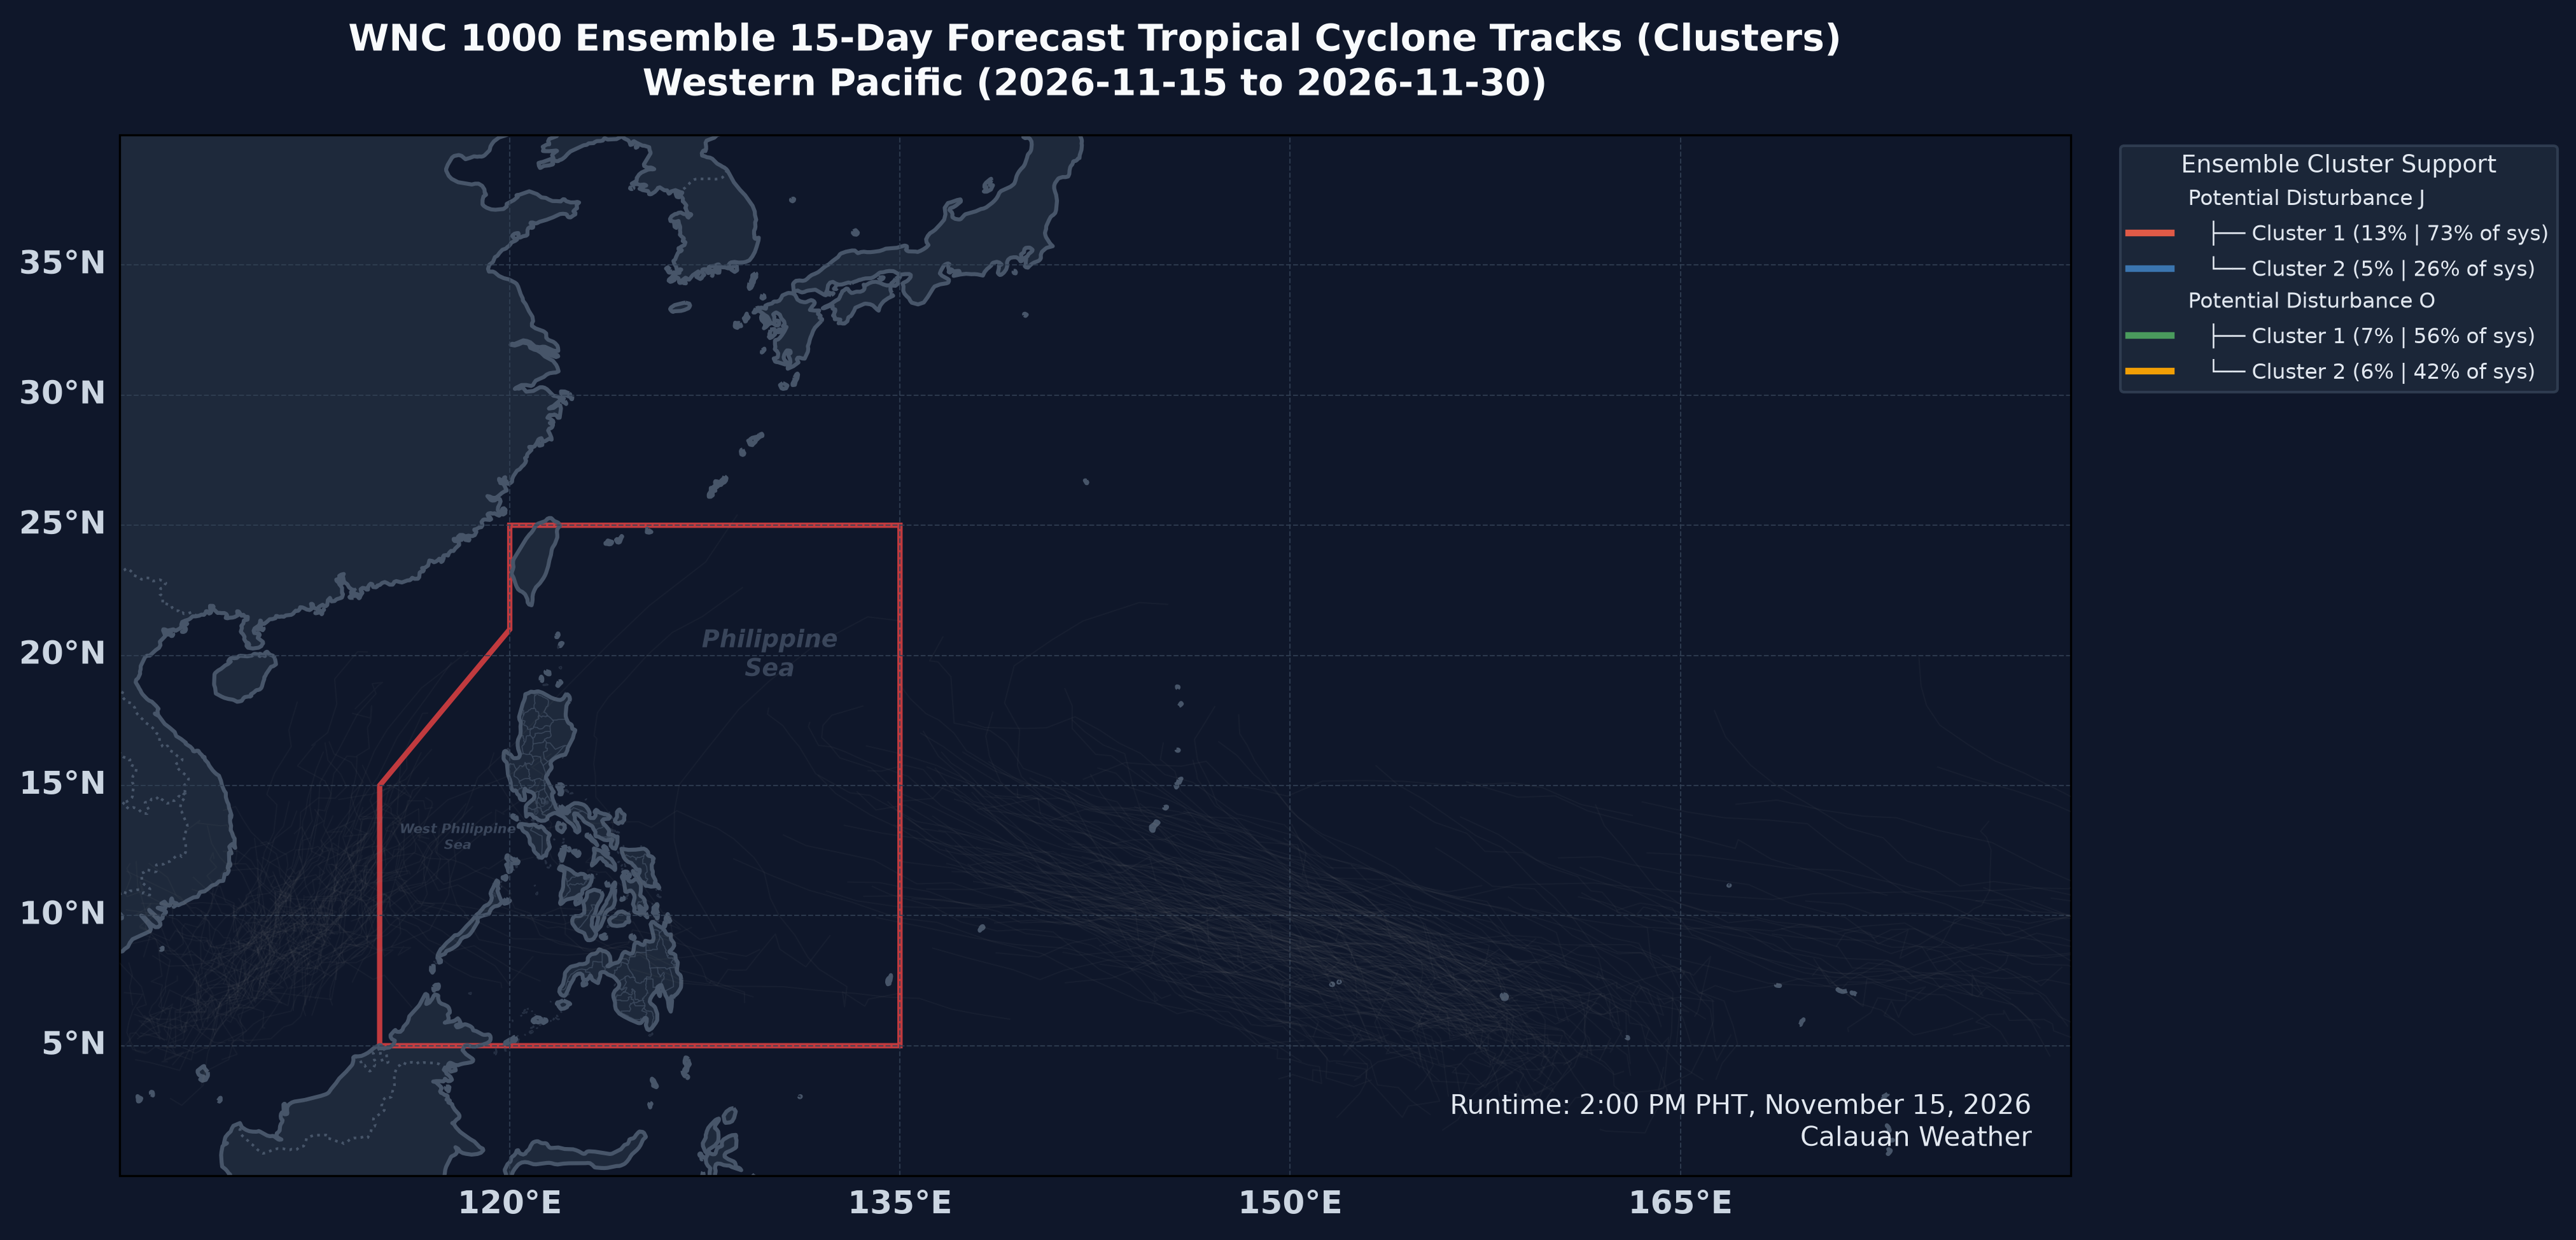 WNC 1000 Ensemble 15-Day Forecast Tropical Cyclone Tracks (Clusters)
Western Pacific (2026-11-15 to 2026-11-30)
Ensemble Cluster Support
Potential Disturbance J
Cluster 1 (13% | 73% of sys)
Cluster 2 (5% | 26% of sys)
Potential Disturbance O
Cluster 1 (7% | 56% of sys)
Cluster 2 (6% | 42% of sys)
35°N
30°N
25°N
20°N
15°N
10°N
5°N
Philippine
Sea
West Philippine
Sea
Runtime: 2:00 PM PHT, November 15, 2026
Calauan Weather
120°E
135°E
150°E
165°E